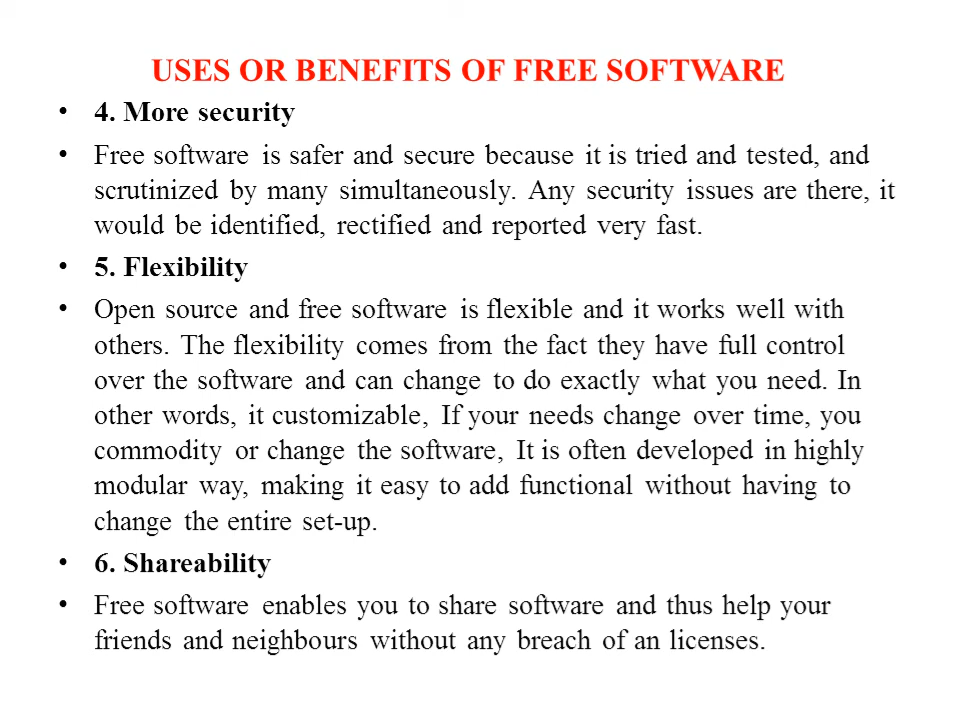 USES OR BENEFITS OF FREE SOFTWARE
• 4. More security
• Free software is safer and secure because it is tried and tested, and
scrutinized by many simultaneously. Any security issues are there, it
would be identified, rectified and reported very fast.
• 5. Flexibility
• Open source and free software is flexible and it works well with
others. The flexibility comes from the fact they have full control
over the software and can change to do exactly what you need. In
other words, it customizable, If your needs change over time, you
commodity or change the software, It is often developed in highly
modular way, making it easy to add functional without having to
change the entire set-up.
• 6. Shareability
• Free software enables you to share software and thus help your
friends and neighbours without any breach of an licenses.